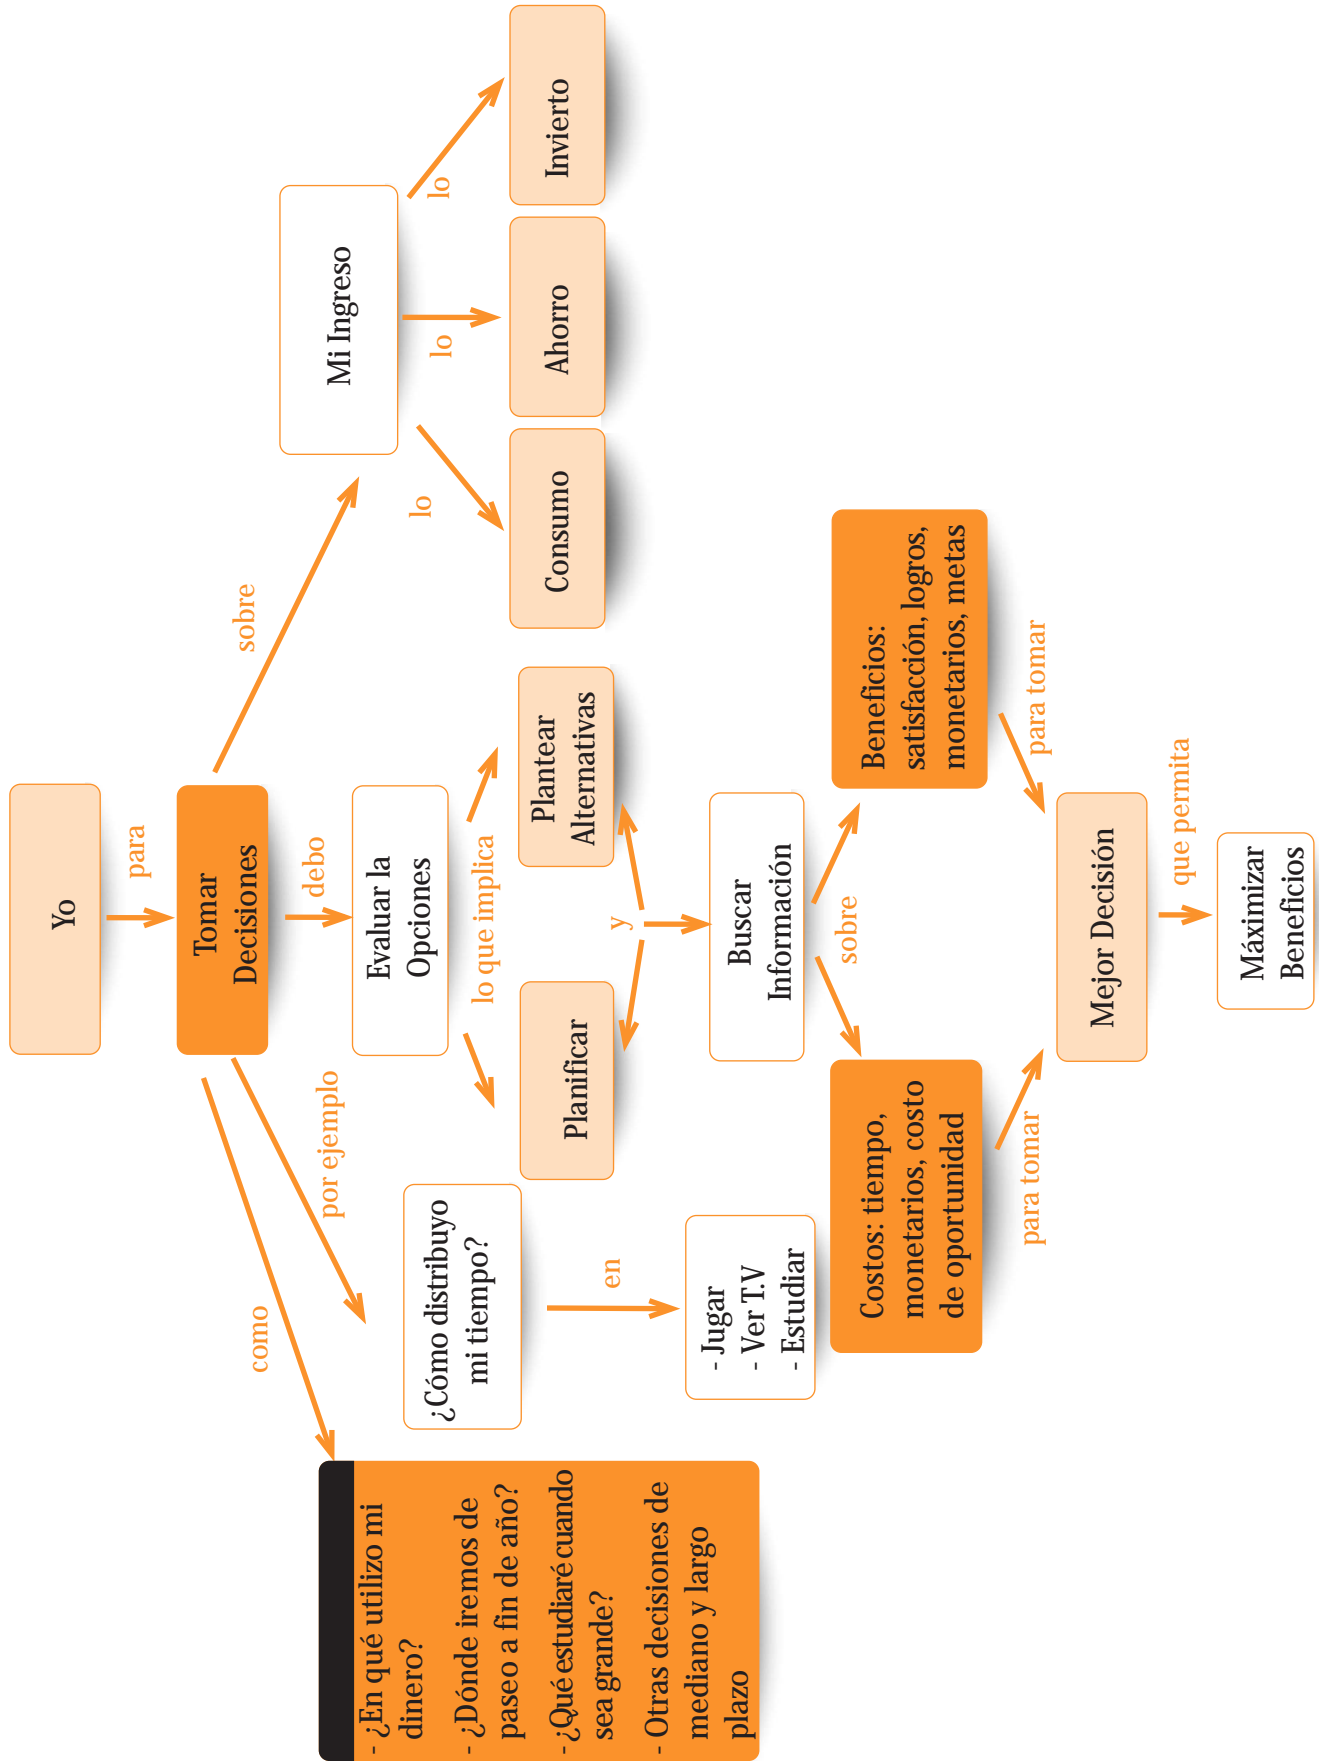 Yo
para
Tomar
Decisiones
como
por ejemplo
debo
sobre
- ¿En qué utilizo mi
dinero?
- ¿Dónde iremos de
paseo a fin de año?
- ¿Qué estudiaré cuando
sea grande?
- Otras decisiones de
mediano y largo
plazo
¿Cómo distribuyo
mi tiempo?
en
- Jugar
- Ver T.V
- Estudiar
Evaluar la
Opciones
lo que implica
Planificar
Plantear
Alternativas
y
Buscar
Información
sobre
Costos: tiempo,
monetarios, costo
de oportunidad
Beneficios:
satisfacción, logros,
monetarios, metas
para tomar
para tomar
Mejor Decisión
que permita
Máximizar
Beneficios
Mi Ingreso
lo
lo
lo
Consumo
Ahorro
Invierto